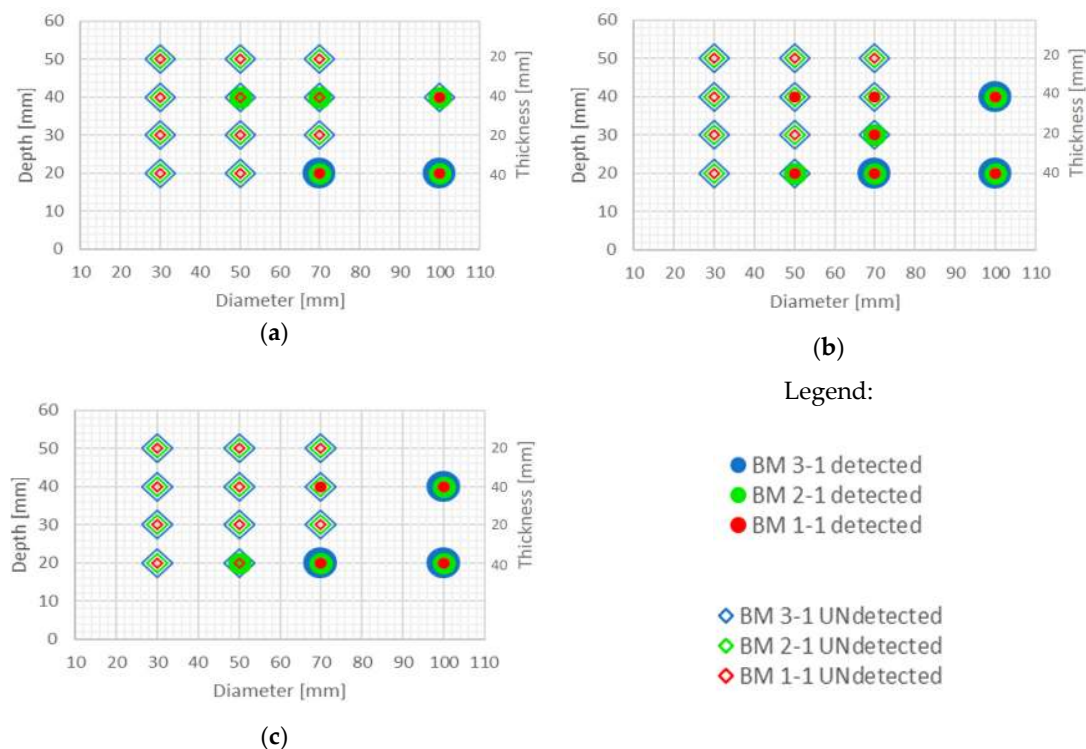 60
50
40
30
20
10
0
Depth [mm]
20
40
20
40
Thickness [mm]
10 20 30 40 50 60 70 80 90 100 110
Diameter [mm]
(a)
60
50
40
30
20
10
0
Depth [mm]
20
40
20
40
Thickness [mm]
10 20 30 40 50 60 70 80 90 100 110
Diameter [mm]
(b)
60
50
40
30
20
10
0
Depth [mm]
20
40
20
40
Thickness [mm]
10 20 30 40 50 60 70 80 90 100 110
Diameter [mm]
(c)
Legend:
BM 3-1 detected
BM 2-1 detected
BM 1-1 detected
BM 3-1 UNdetected
BM 2-1 UNdetected
BM 1-1 UNdetected